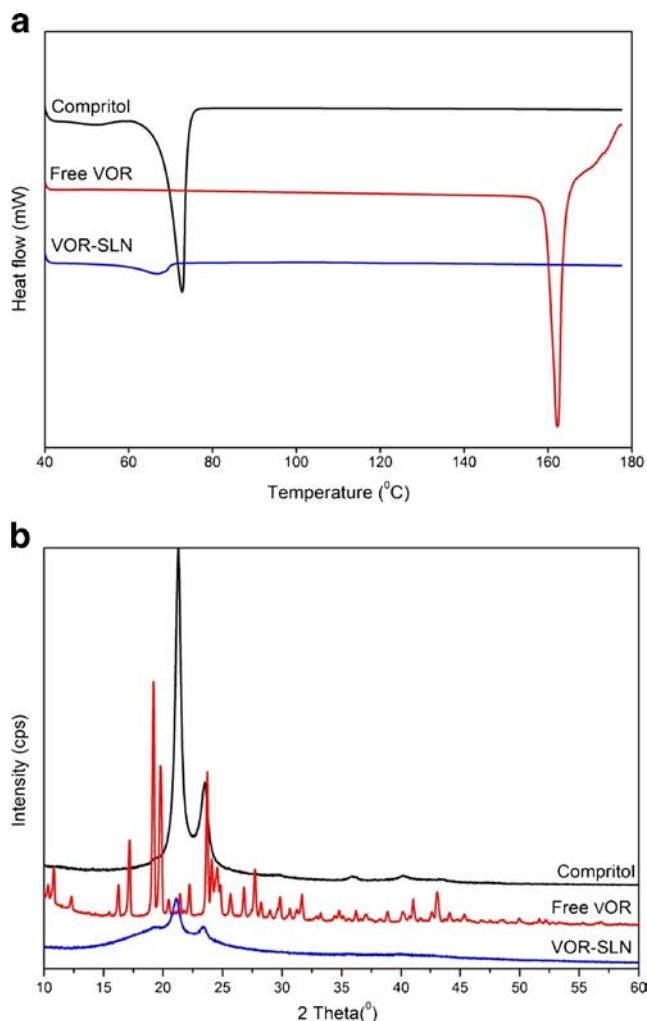 a
Compritol
Free VOR
VOR-SLN
Heat flow (mW)
40 60 80 100 120 140 160 180
Temperature (⁰C)
b
Intensity (cps)
Compritol
Free VOR
VOR-SLN
10 15 20 25 30 35 40 45 50 55 60
2 Theta(⁰)